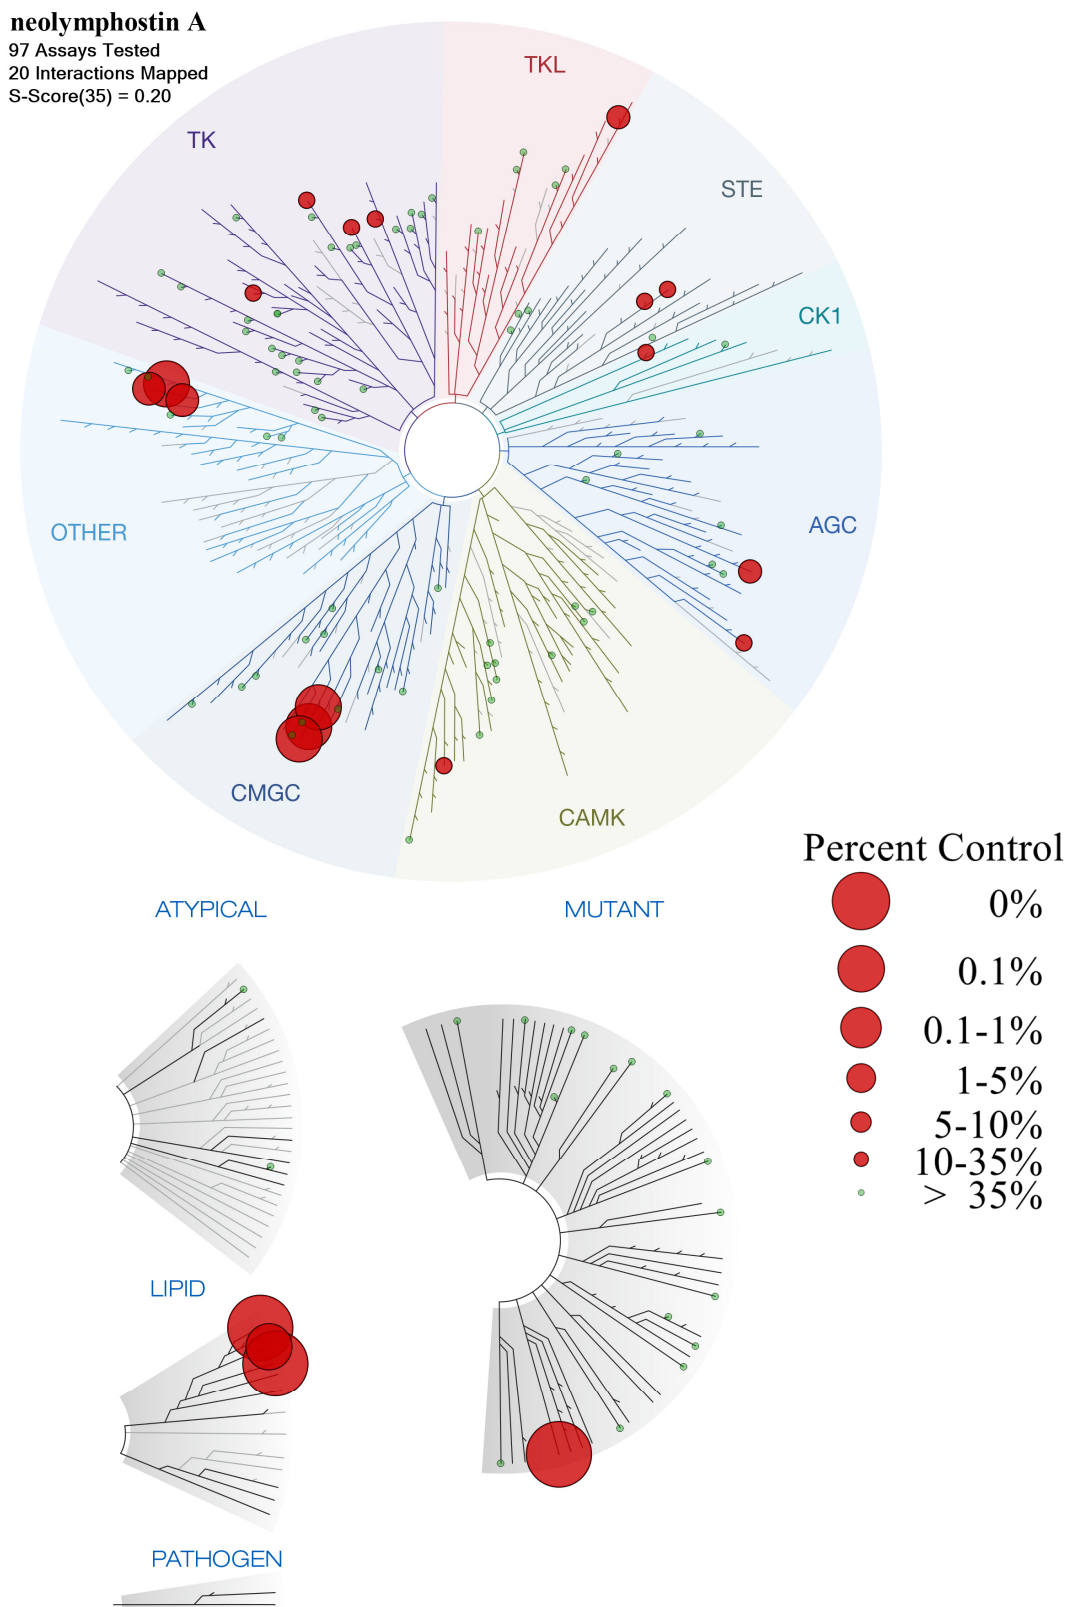 neolymphostin A
97 Assays Tested
20 Interactions Mapped
S-Score(35) = 0.20
TKL
TK
STE
CK1
OTHER
AGC
CMGC
CAMK
Percent Control
0%
0.1%
0.1-1%
1-5%
5-10%
10-35%
> 35%
ATYPICAL
MUTANT
LIPID
PATHOGEN